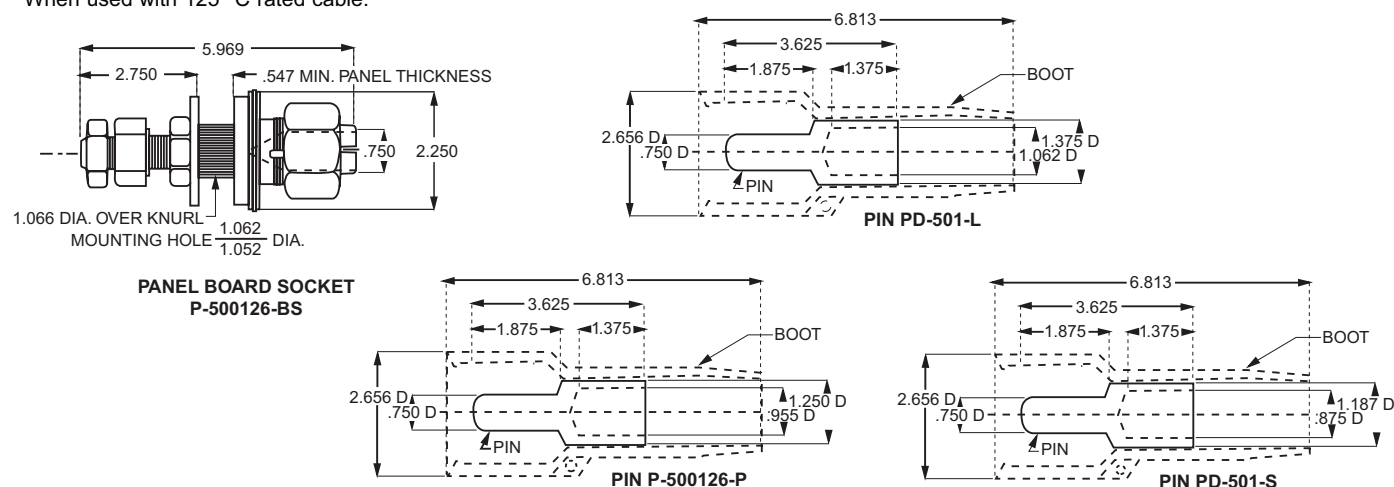 When used with 125° C rated cable.
5.969
2.750
.547 MIN. PANEL THICKNESS
.750
2.250
1.066 DIA. OVER KNURL
MOUNTING HOLE 1.062
1.052 DIA.
PANEL BOARD SOCKET
P-500126-BS
6.813
3.625
1.875
1.375
BOOT
2.656 D
.750 D
1.375 D
1.062 D
PIN
PIN PD-501-L
6.813
3.625
1.875
1.375
BOOT
2.656 D
.750 D
1.250 D
.955 D
PIN
PIN P-500126-P
6.813
3.625
1.875
1.375
BOOT
2.656 D
.750 D
1.187 D
.875 D
PIN
PIN PD-501-S